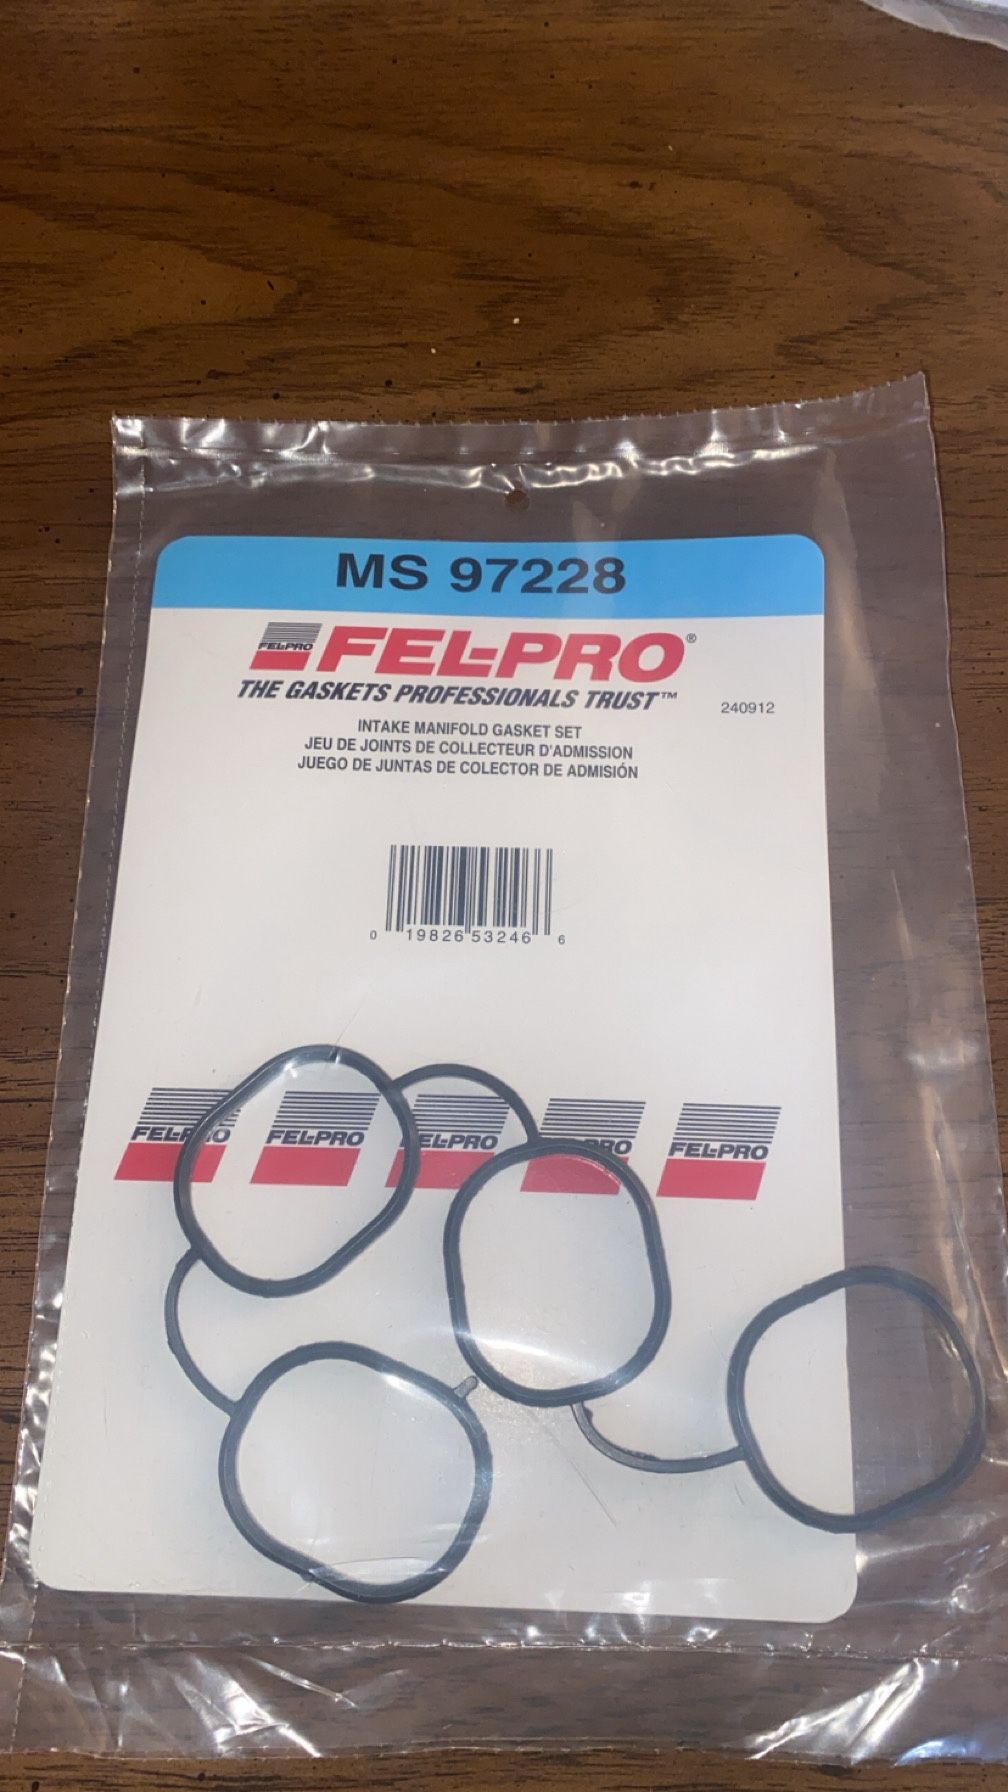 MS 97228
FEL-PRO FEL-PRO®
THE GASKETS PROFESSIONALS TRUST™
240912
INTAKE MANIFOLD GASKET SET
JEU DE JOINTS DE COLLECTEUR D'ADMISSION
JUEGO DE JUNTAS DE COLECTOR DE ADMISIÓN
0 19826 53246 6
FEL-PRO FEL-PRO FEL-PRO FEL-PRO FEL-PRO